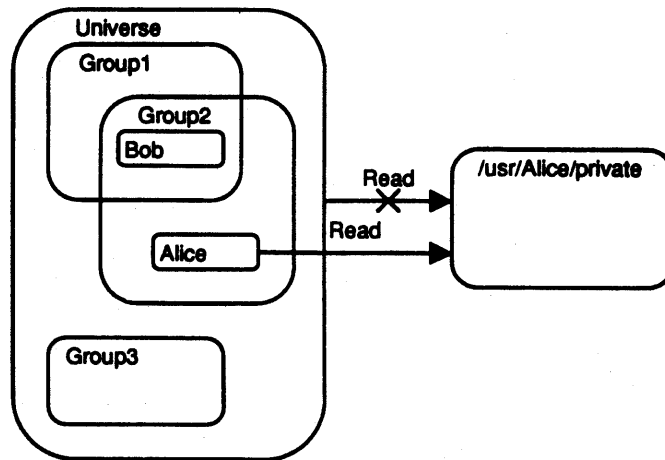 Universe
Group1
Group2
Bob
Read
/usr/Alice/private
Read
Alice
Group3